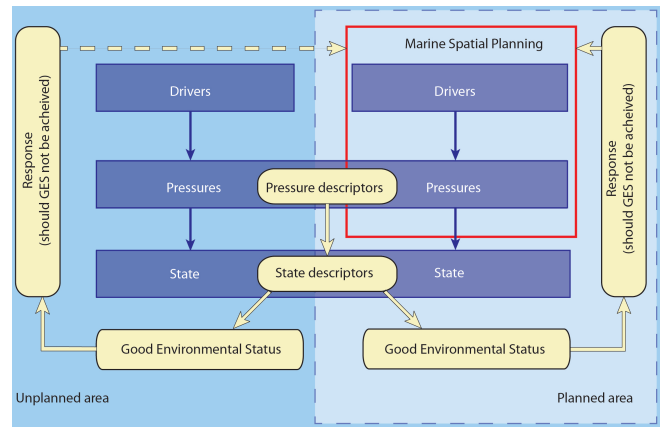 Marine Spatial Planning
Response
(should GES not be acheived)
Drivers
Drivers
Response
(should GES not be acheived)
Pressures
Pressure descriptors
Pressures
State
State descriptors
State
Good Environmental Status
Good Environmental Status
Unplanned area
Planned area